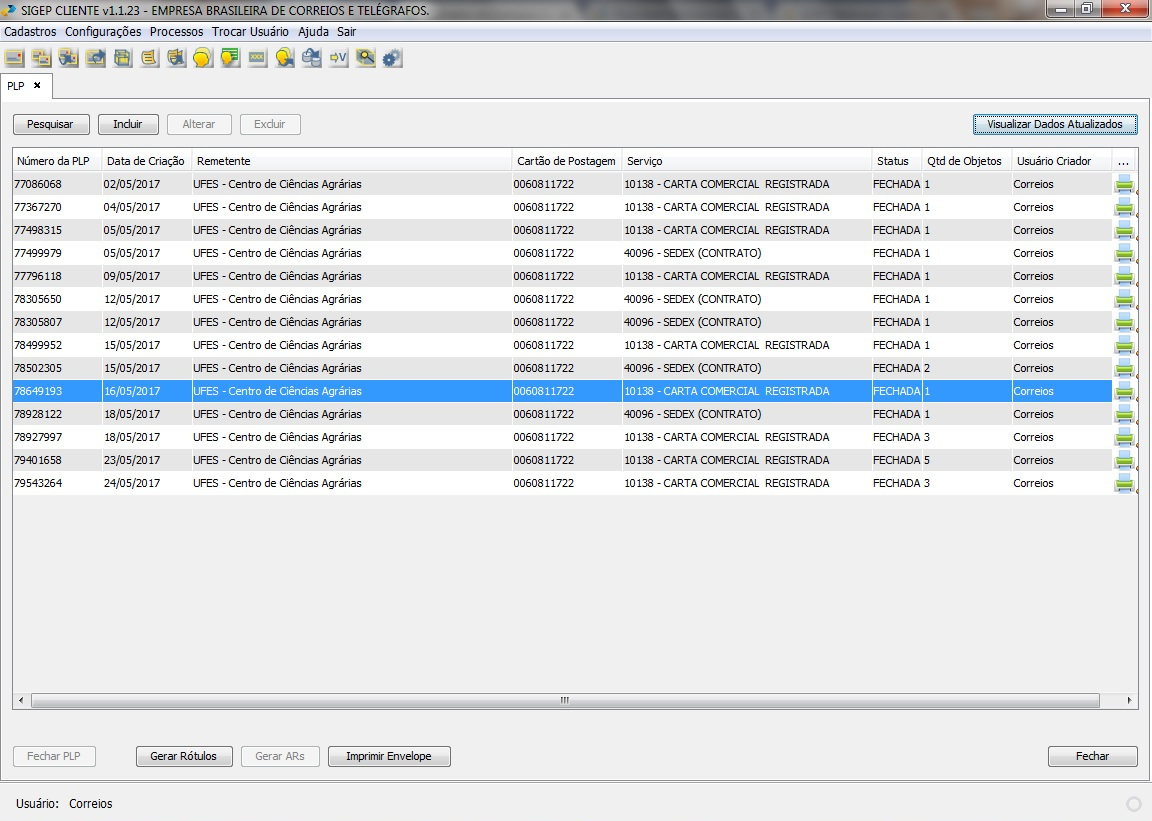 SIGEP CLIENTE v1.1.23 - EMPRESA BRASILEIRA DE CORREIOS E TELÉGRAFOS.
Cadastros Configurações Processos Trocar Usuário Ajuda Sair
PLP
Pesquisar Incluir Alterar Excluir Visualizar Dados Atualizados
Número da PLP Data de Criação Remetente Cartão de Postagem Serviço Status Qtd de Objetos Usuário Criador ...
77086068 02/05/2017 UFES - Centro de Ciências Agrárias 0060811722 10138 - CARTA COMERCIAL REGISTRADA FECHADA 1 Correios
77367270 04/05/2017 UFES - Centro de Ciências Agrárias 0060811722 10138 - CARTA COMERCIAL REGISTRADA FECHADA 1 Correios
77498315 05/05/2017 UFES - Centro de Ciências Agrárias 0060811722 10138 - CARTA COMERCIAL REGISTRADA FECHADA 1 Correios
77499979 05/05/2017 UFES - Centro de Ciências Agrárias 0060811722 40096 - SEDEX (CONTRATO) FECHADA 1 Correios
77796118 09/05/2017 UFES - Centro de Ciências Agrárias 0060811722 10138 - CARTA COMERCIAL REGISTRADA FECHADA 1 Correios
78305650 12/05/2017 UFES - Centro de Ciências Agrárias 0060811722 40096 - SEDEX (CONTRATO) FECHADA 1 Correios
78305807 12/05/2017 UFES - Centro de Ciências Agrárias 0060811722 40096 - SEDEX (CONTRATO) FECHADA 1 Correios
78499952 15/05/2017 UFES - Centro de Ciências Agrárias 0060811722 10138 - CARTA COMERCIAL REGISTRADA FECHADA 1 Correios
78502305 15/05/2017 UFES - Centro de Ciências Agrárias 0060811722 40096 - SEDEX (CONTRATO) FECHADA 2 Correios
78649193 16/05/2017 UFES - Centro de Ciências Agrárias 0060811722 10138 - CARTA COMERCIAL REGISTRADA FECHADA 1 Correios
78928122 18/05/2017 UFES - Centro de Ciências Agrárias 0060811722 40096 - SEDEX (CONTRATO) FECHADA 1 Correios
78927997 18/05/2017 UFES - Centro de Ciências Agrárias 0060811722 10138 - CARTA COMERCIAL REGISTRADA FECHADA 3 Correios
79401658 23/05/2017 UFES - Centro de Ciências Agrárias 0060811722 10138 - CARTA COMERCIAL REGISTRADA FECHADA 5 Correios
79543264 24/05/2017 UFES - Centro de Ciências Agrárias 0060811722 10138 - CARTA COMERCIAL REGISTRADA FECHADA 3 Correios
Fechar PLP Gerar Rótulos Gerar ARs Imprimir Envelope Fechar
Usuário: Correios